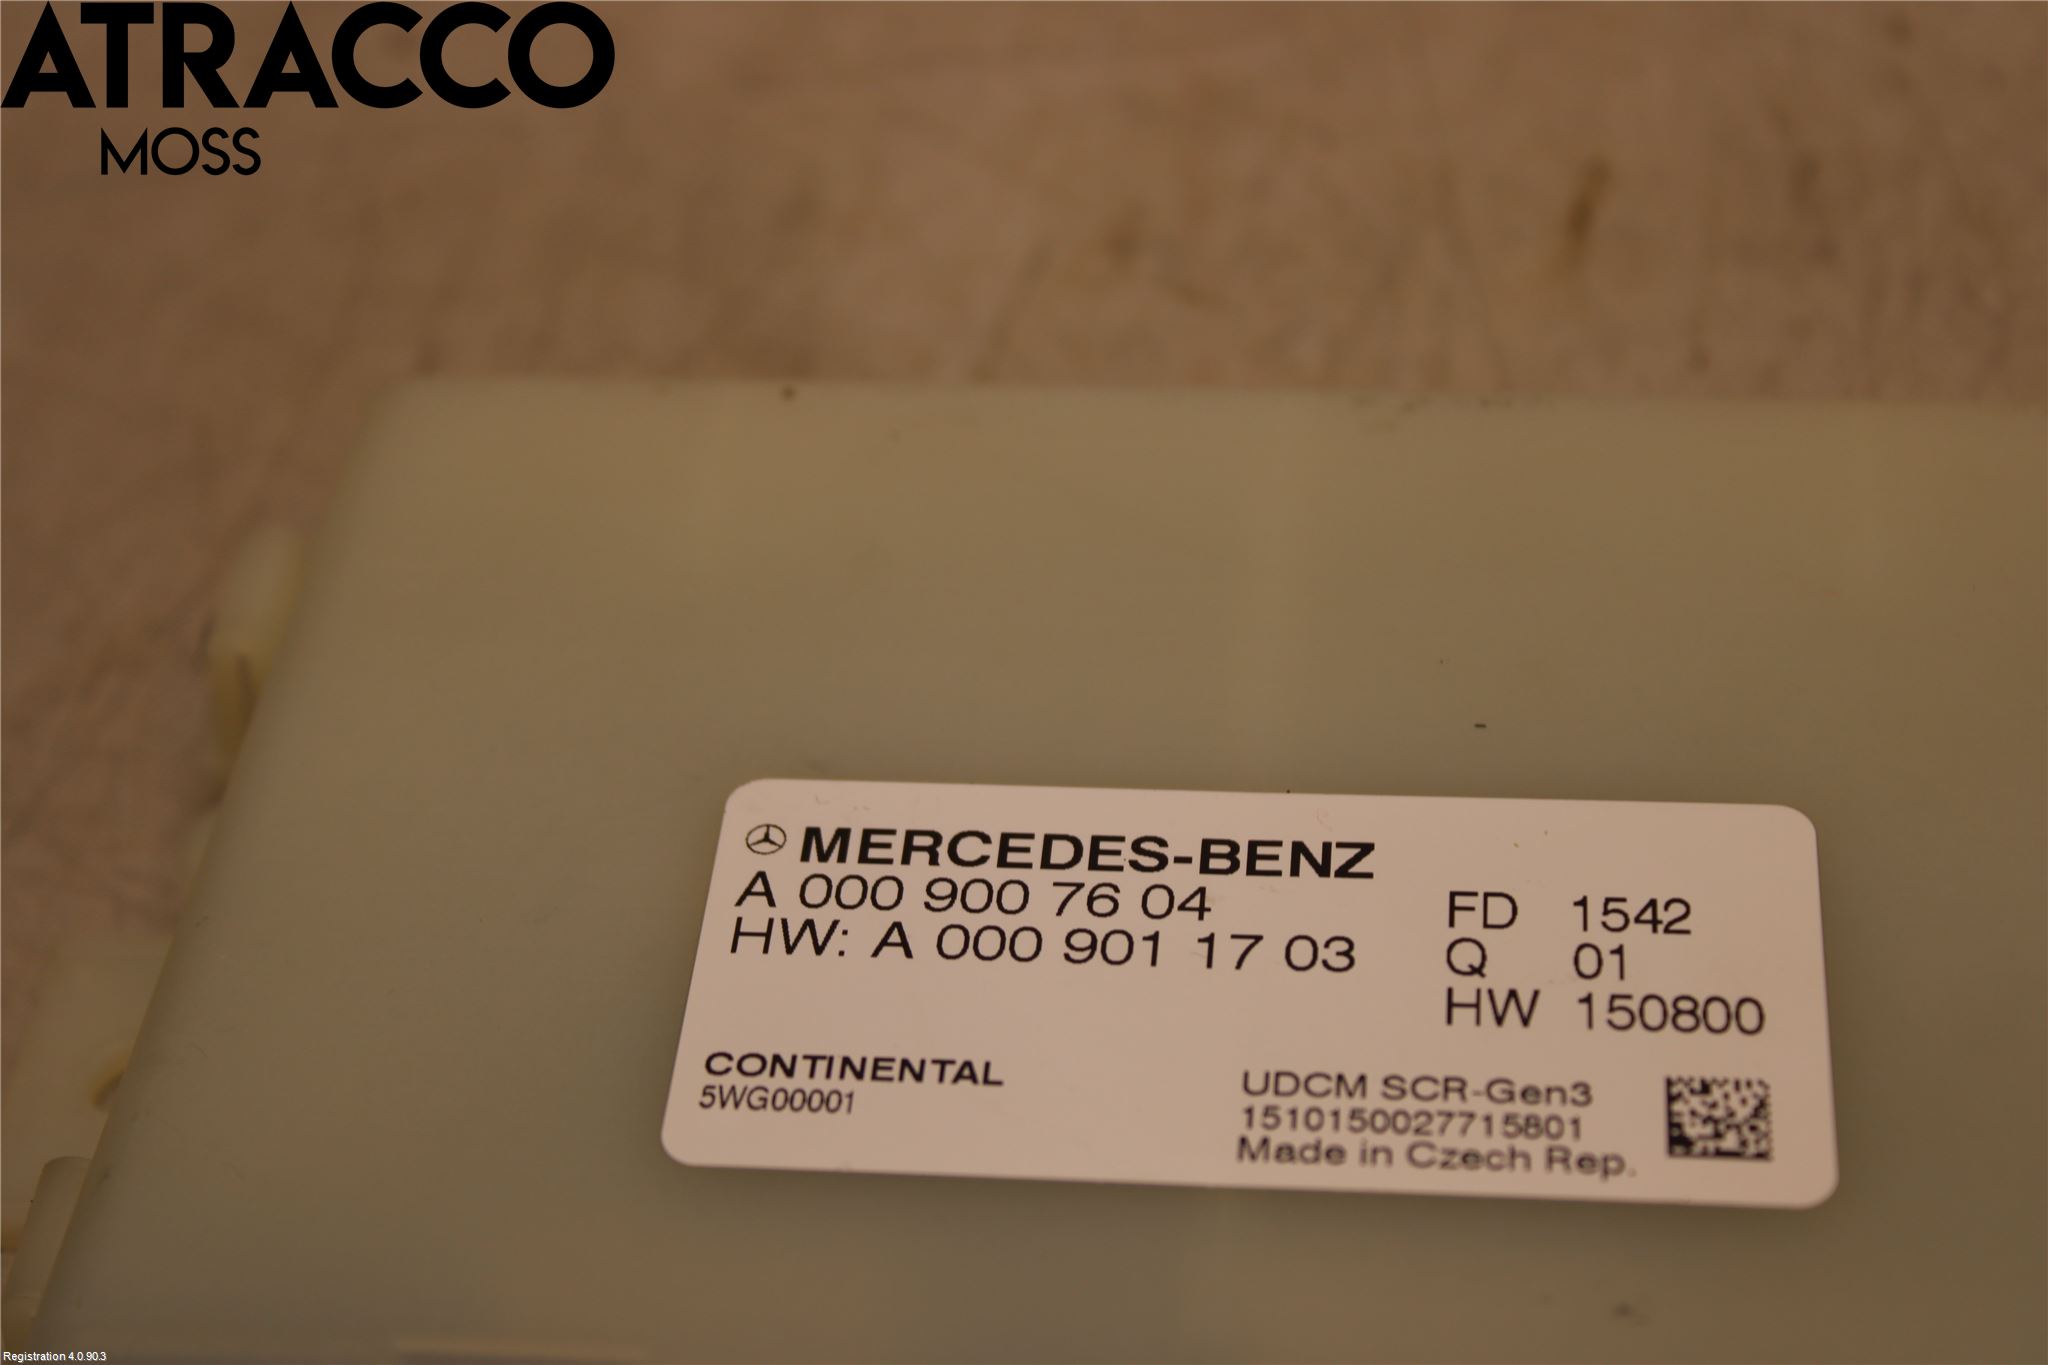 ATRACCO
MOSS
MERCEDES-BENZ
A 000 900 76 04
HW: A 000 901 17 03
FD 1542
Q 01
HW 150800
CONTINENTAL
5WG00001
UDCM SCR-Gen3
1510150027715801
Made in Czech Rep.
Registration 4.0.90.3